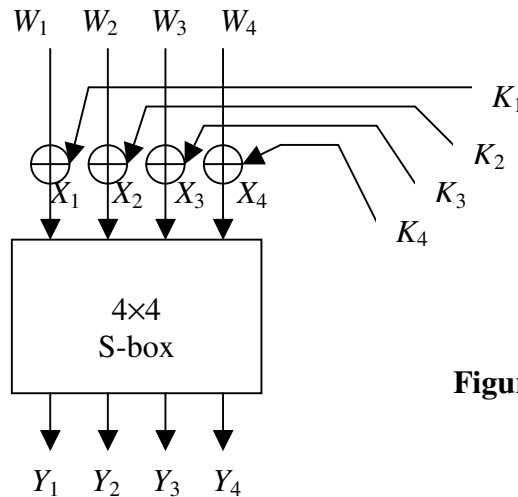 W₁ W₂ W₃ W₄
K₁
K₂
X₁ X₂ X₃ X₄
K₃
K₄
4×4
S-box
Figur
Y₁ Y₂ Y₃ Y₄